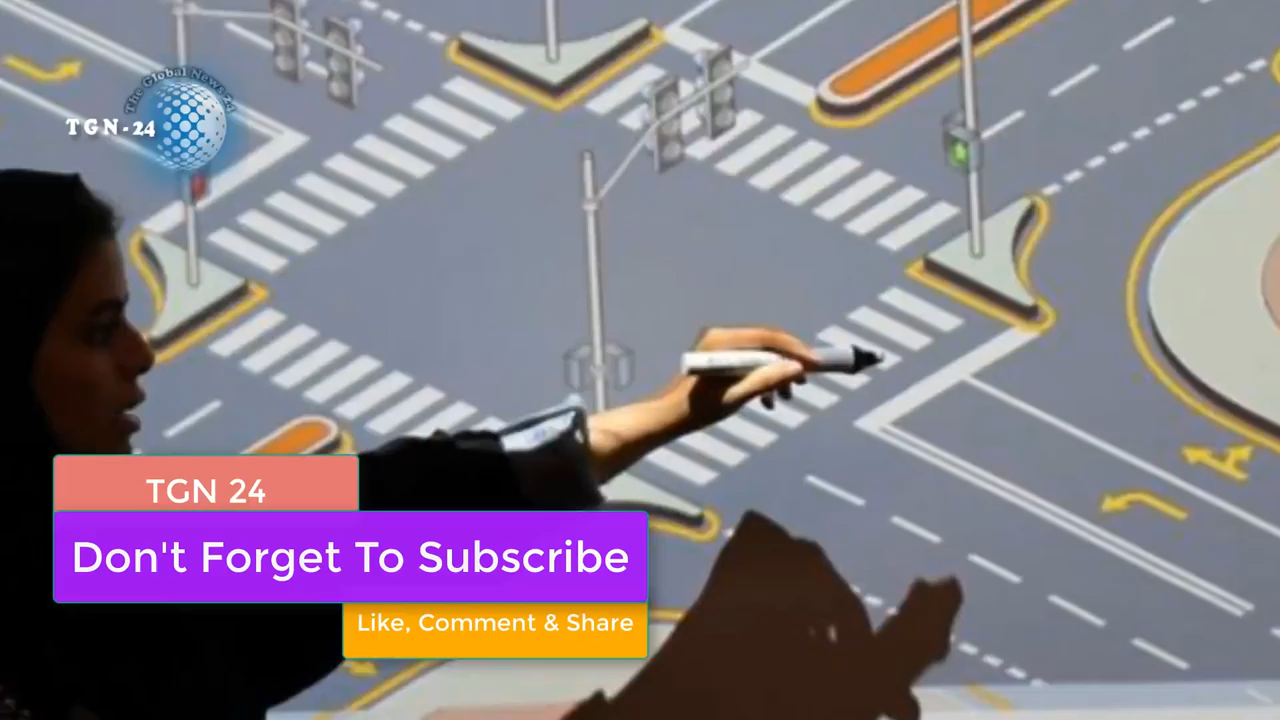 The Global News 24
TGN-24
TGN 24
Don't Forget To Subscribe
Like, Comment & Share